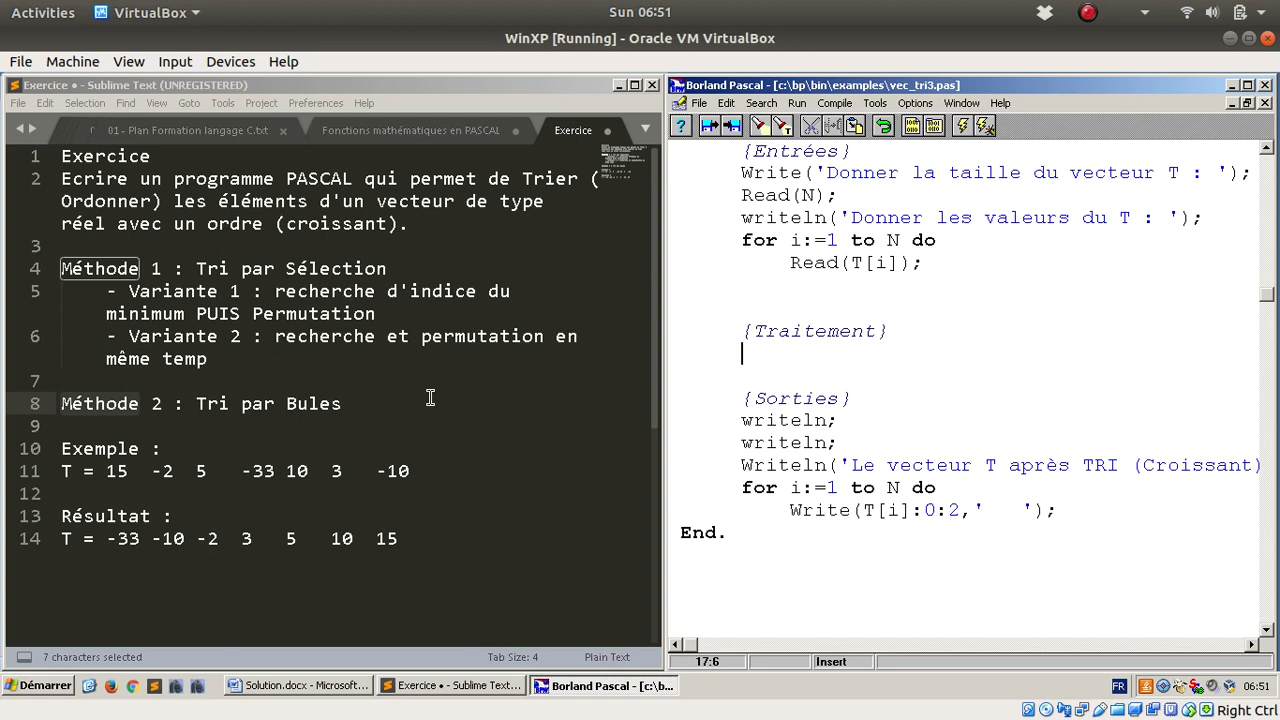 Activities VirtualBox Sun 06:51
WinXP [Running] - Oracle VM VirtualBox
File Machine View Input Devices Help
Exercice • - Sublime Text (UNREGISTERED)
File Edit Selection Find View Goto Tools Project Preferences Help
01.- Plan Formation langage C.txt Fonctions mathématiques en PASCAL Exercice
1 Exercice
2 Ecrire un programme PASCAL qui permet de Trier (
Ordonner) les éléments d'un vecteur de type
réel avec un ordre (croissant).
3
4 Méthode 1 : Tri par Sélection
5 - Variante 1 : recherche d'indice du
minimum PUIS Permutation
6 - Variante 2 : recherche et permutation en
même temp
7
8 Méthode 2 : Tri par Bules
9
10 Exemple :
11 T = 15 -2 5 -33 10 3 -10
12
13 Résultat :
14 T = -33 -10 -2 3 5 10 15
7 characters selected Tab Size: 4 Plain Text
Borland Pascal - [c:\bp\bin\examples\vec_tri3.pas]
File Edit Search Run Compile Tools Options Window Help
{Entrées}
Write('Donner la taille du vecteur T : ');
Read(N);
writeln('Donner les valeurs du T : ');
for i:=1 to N do
Read(T[i]);
{Traitement}
{Sorties}
writeln;
writeln;
Writeln('Le vecteur T après TRI (Croissant)
for i:=1 to N do
Write(T[i]:0:2,'   ');
End.
17:6 Insert
Démarrer Solution.docx - Microsoft... Exercice • - Sublime Text... Borland Pascal - [c:\b... FR 06:51
Right Ctrl